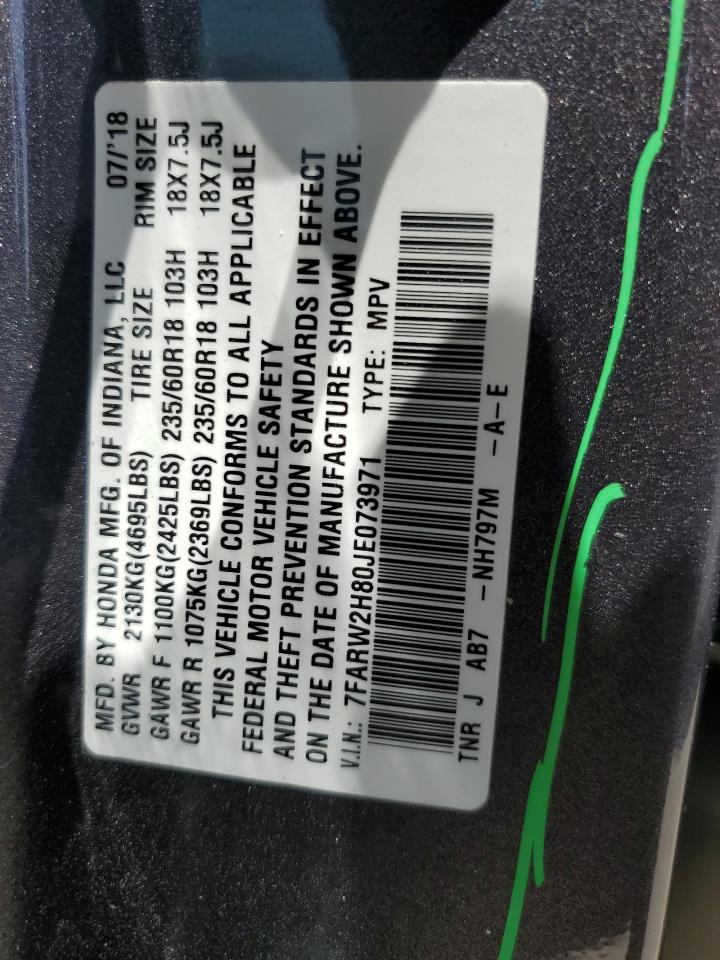 MFD. BY HONDA MFG. OF INDIANA, LLC 07/'18
GVWR 2130KG(4695LBS) TIRE SIZE RIM SIZE
GAWR F 1100KG(2425LBS) 235/60R18 103H 18X7.5J
GAWR R 1075KG(2369LBS) 235/60R18 103H 18X7.5J
THIS VEHICLE CONFORMS TO ALL APPLICABLE
FEDERAL MOTOR VEHICLE SAFETY
AND THEFT PREVENTION STANDARDS IN EFFECT
ON THE DATE OF MANUFACTURE SHOWN ABOVE.
V.I.N.: 7FARW2H80JE073971 TYPE: MPV
TNR J AB7 -NH797M -A-E